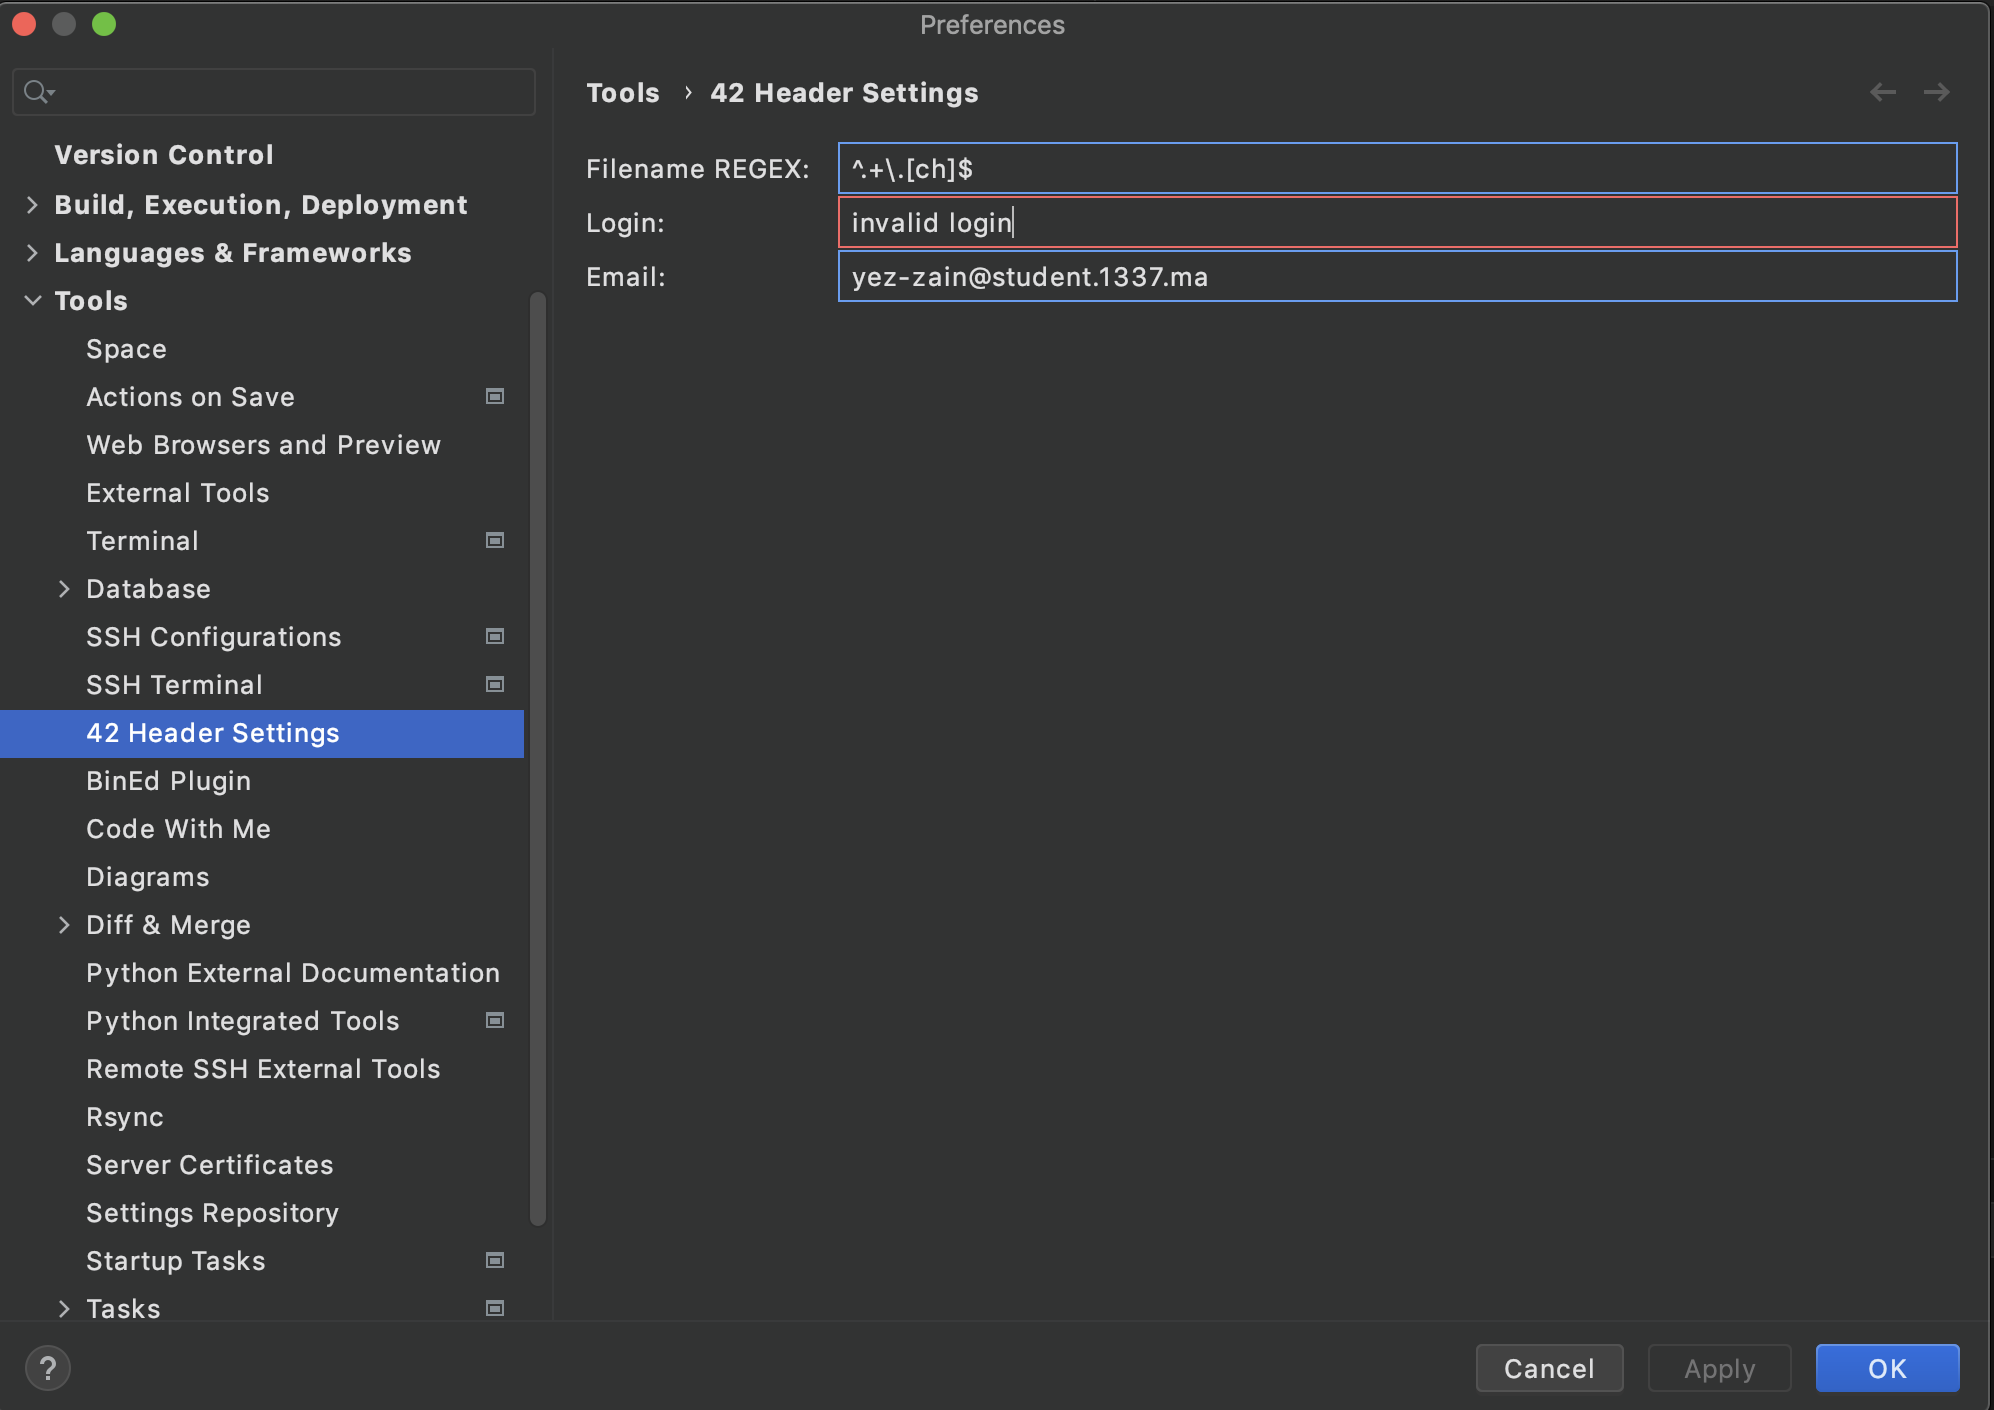 Preferences
Version Control
Build, Execution, Deployment
Languages & Frameworks
Tools
Space
Actions on Save
Web Browsers and Preview
External Tools
Terminal
Database
SSH Configurations
SSH Terminal
42 Header Settings
BinEd Plugin
Code With Me
Diagrams
Diff & Merge
Python External Documentation
Python Integrated Tools
Remote SSH External Tools
Rsync
Server Certificates
Settings Repository
Startup Tasks
Tasks
Tools › 42 Header Settings
Filename REGEX: ^.+\.[ch]$
Login: invalid login
Email: yez-zain@student.1337.ma
?
Cancel Apply OK